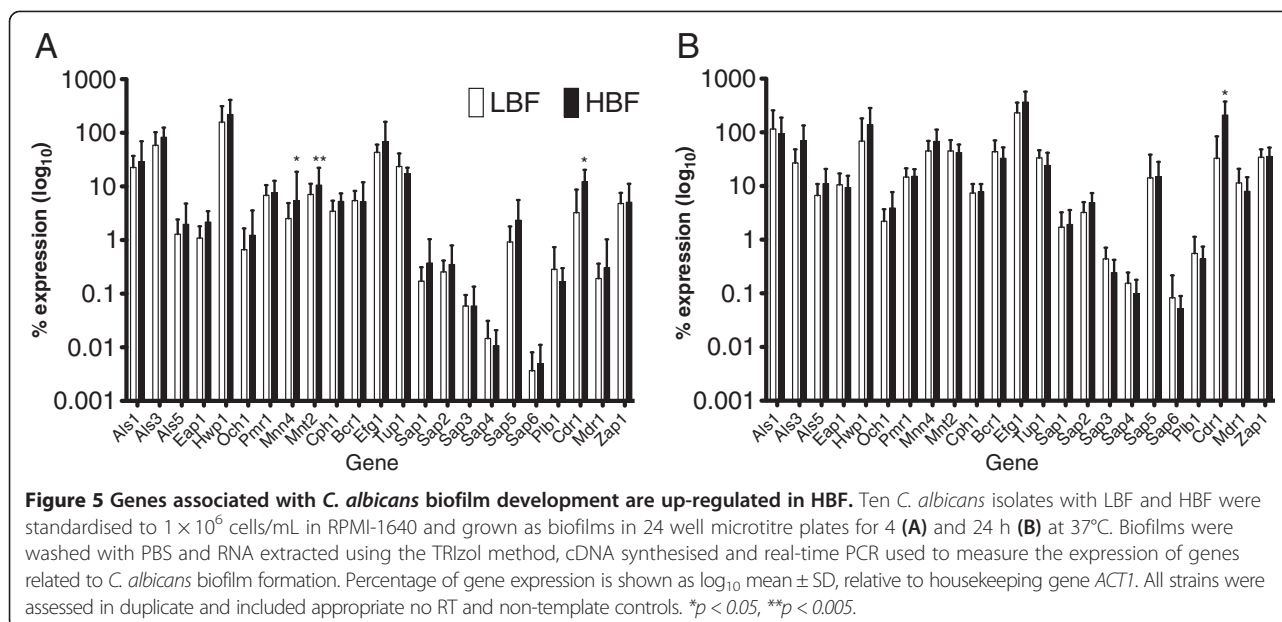 A
1000
100
10
1
0.1
0.01
0.001
% expression (log10)
LBF HBF
* ** *
Als1 Als3 Als5 Eap1 Hwp1 Och1 Pmr1 Mnn4 Mnt2 Cph1 Bcr1 Efg1 Tup1 Sap1 Sap2 Sap3 Sap4 Sap5 Sap6 Plb1 Cdr1 Mdr1 Zap1
Gene
B
1000
100
10
1
0.1
0.01
0.001
% expression (log10)
*
Als1 Als3 Als5 Eap1 Hwp1 Och1 Pmr1 Mnn4 Mnt2 Cph1 Bcr1 Efg1 Tup1 Sap1 Sap2 Sap3 Sap4 Sap5 Sap6 Plb1 Cdr1 Mdr1 Zap1
Gene
Figure 5 Genes associated with C. albicans biofilm development are up-regulated in HBF. Ten C. albicans isolates with LBF and HBF were
standardised to 1 × 10⁶ cells/mL in RPMI-1640 and grown as biofilms in 24 well microtitre plates for 4 (A) and 24 h (B) at 37°C. Biofilms were
washed with PBS and RNA extracted using the TRIzol method, cDNA synthesised and real-time PCR used to measure the expression of genes
related to C. albicans biofilm formation. Percentage of gene expression is shown as log10 mean ± SD, relative to housekeeping gene ACT1. All strains were
assessed in duplicate and included appropriate no RT and non-template controls. *p < 0.05, **p < 0.005.